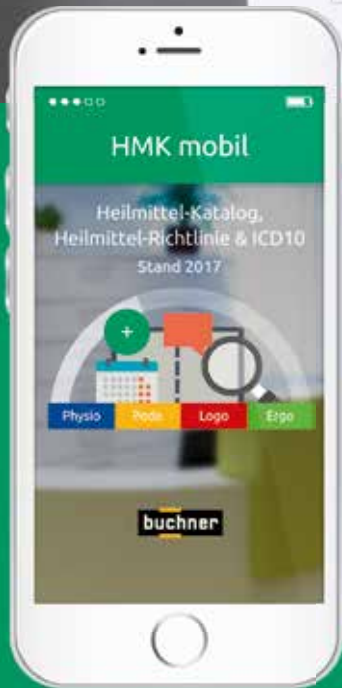 HMK mobil
Heilmittel-Katalog,
Heilmittel-Richtlinie & ICD10
Stand 2017
+
Physio Podo Logo Ergo
buchner